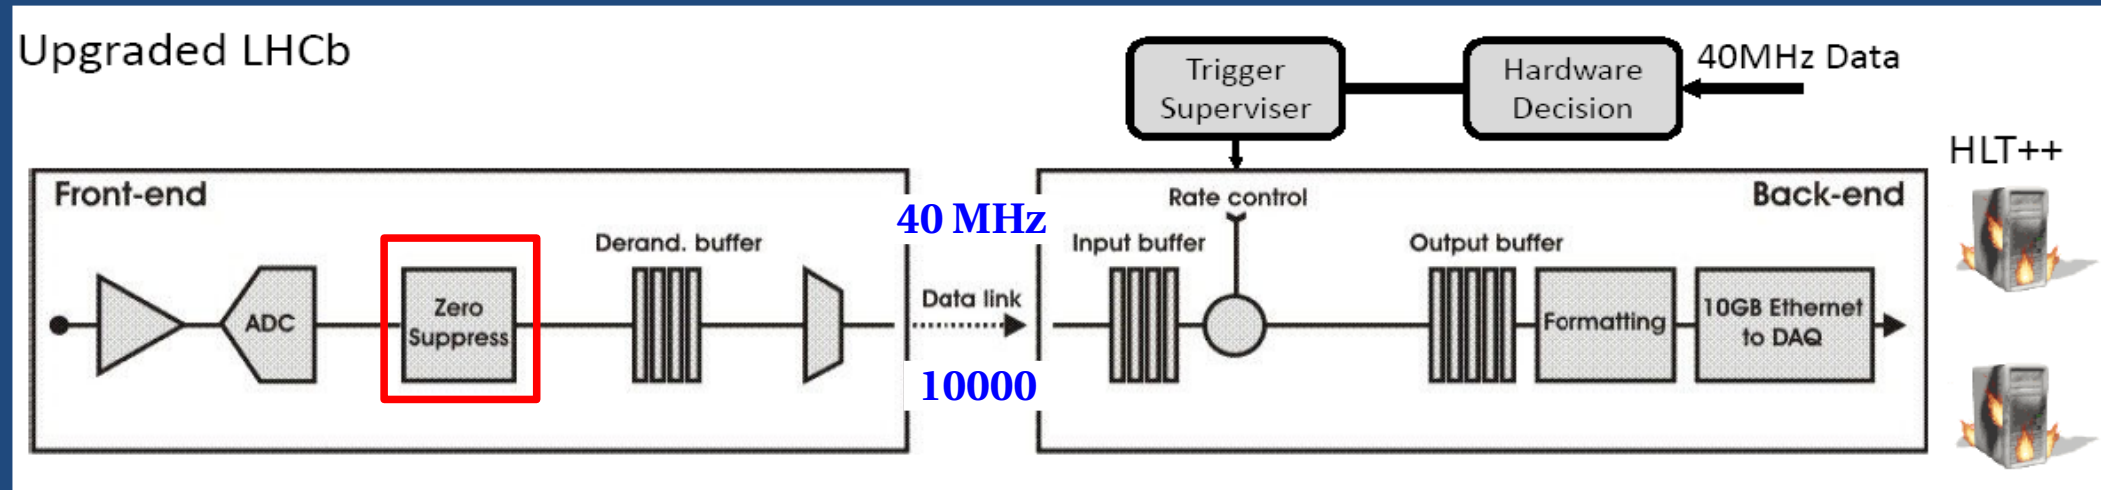 Upgraded LHCb
Trigger
Superviser
Hardware
Decision
40MHz Data
HLT++
Front-end
ADC
Zero
Suppress
Derand. buffer
40 MHz
Data link
10000
Back-end
Rate control
Input buffer
Output buffer
Formatting
10GB Ethernet
to DAQ